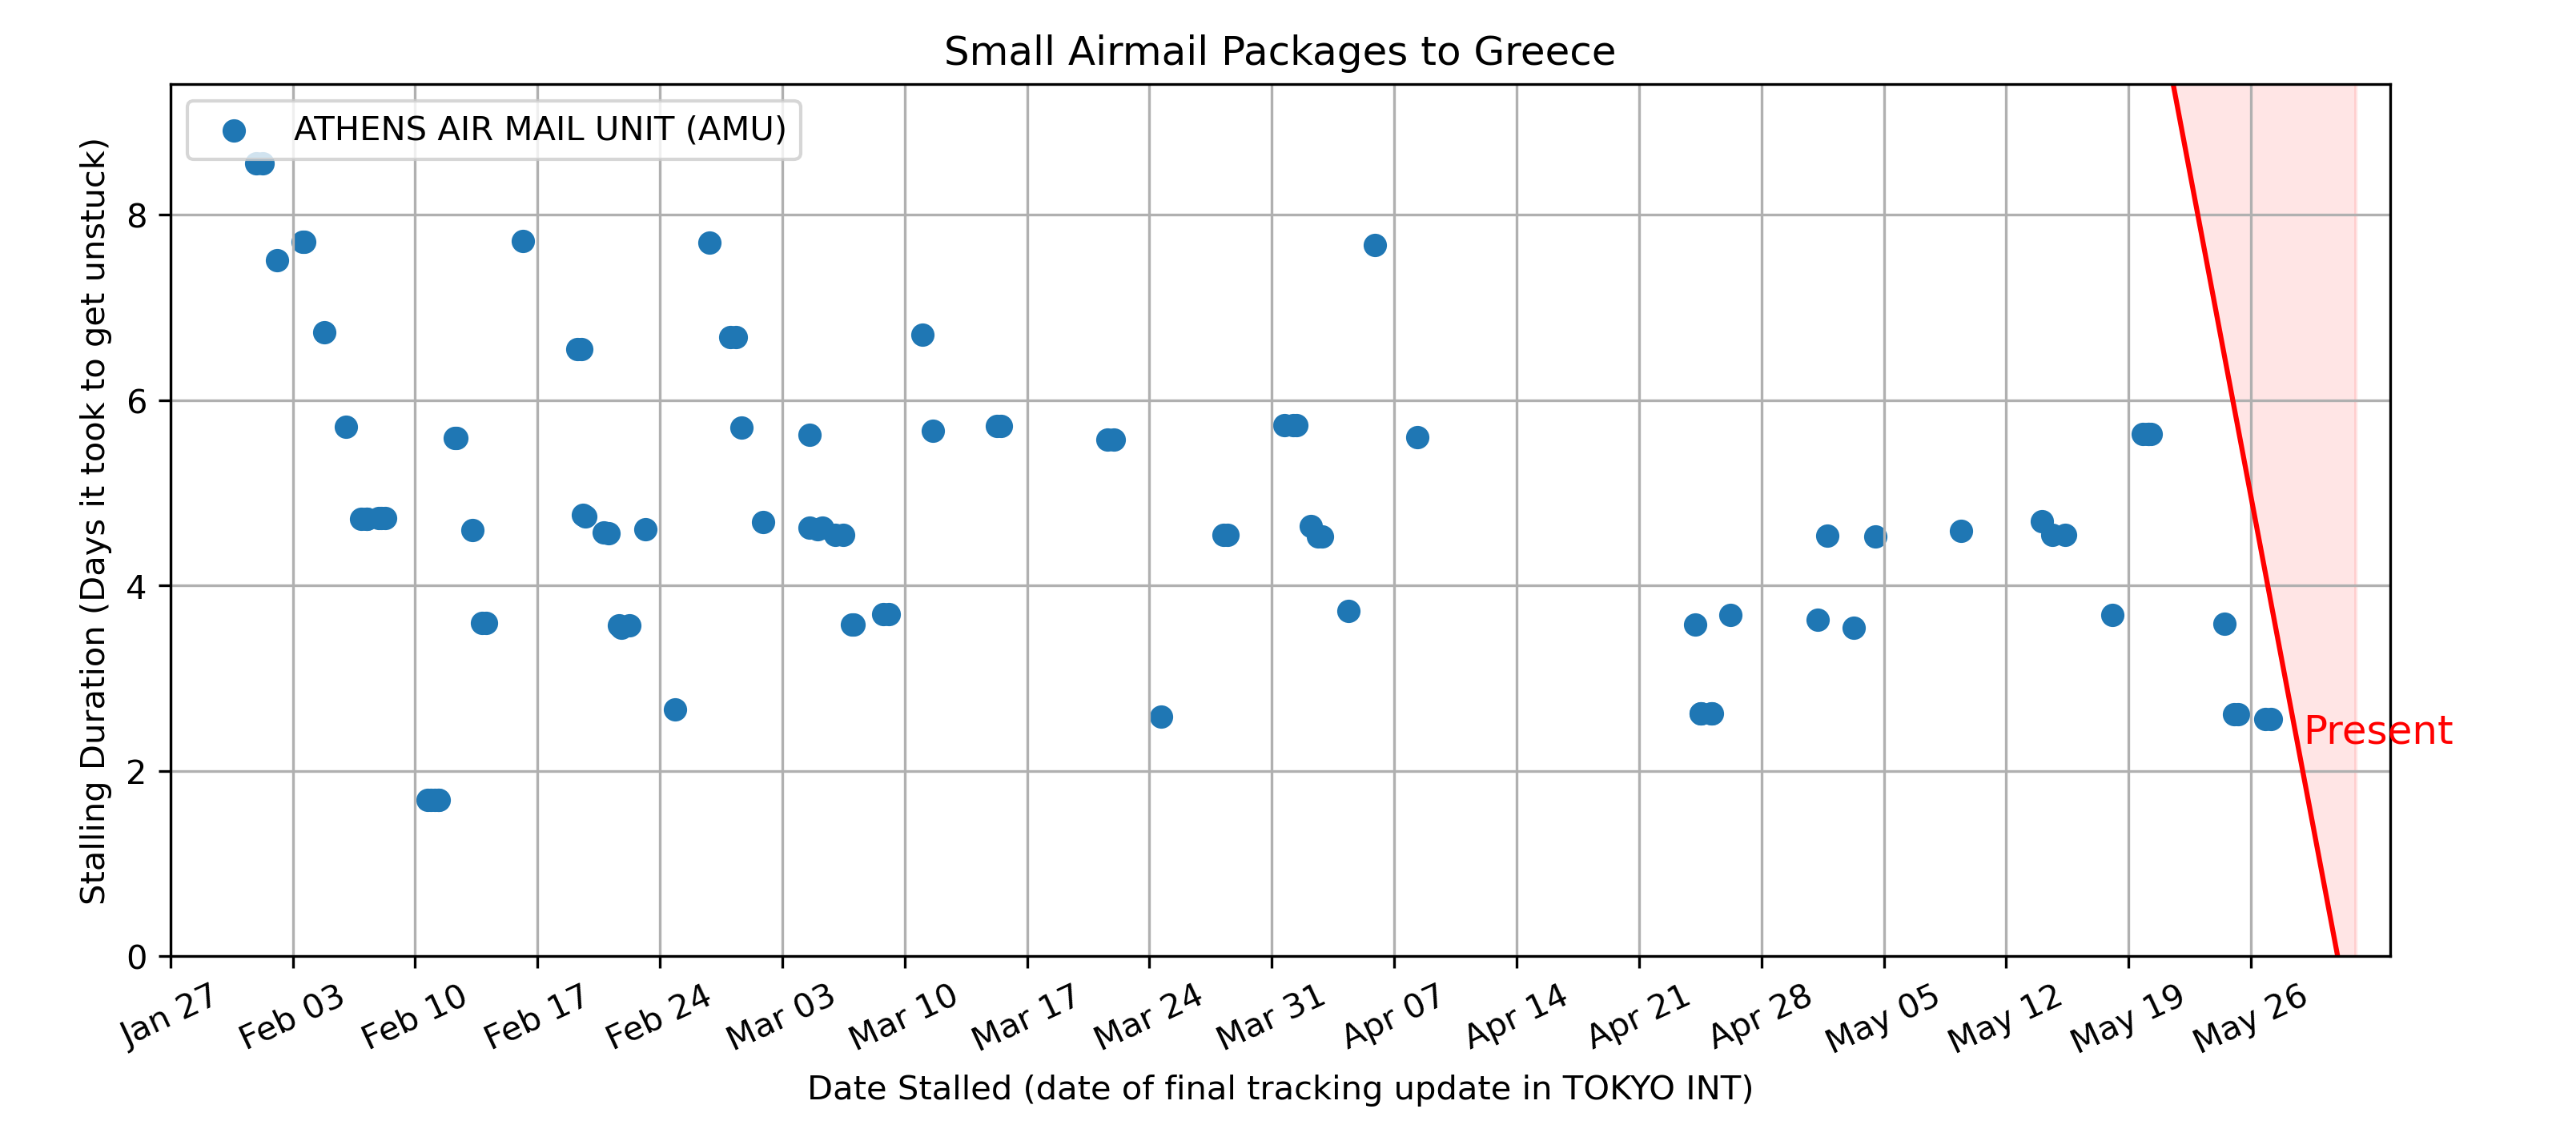 Small Airmail Packages to Greece
ATHENS AIR MAIL UNIT (AMU)
Stalling Duration (Days it took to get unstuck)
8
6
4
2
0
Present
Jan 27
Feb 03
Feb 10
Feb 17
Feb 24
Mar 03
Mar 10
Mar 17
Mar 24
Mar 31
Apr 07
Apr 14
Apr 21
Apr 28
May 05
May 12
May 19
May 26
Date Stalled (date of final tracking update in TOKYO INT)